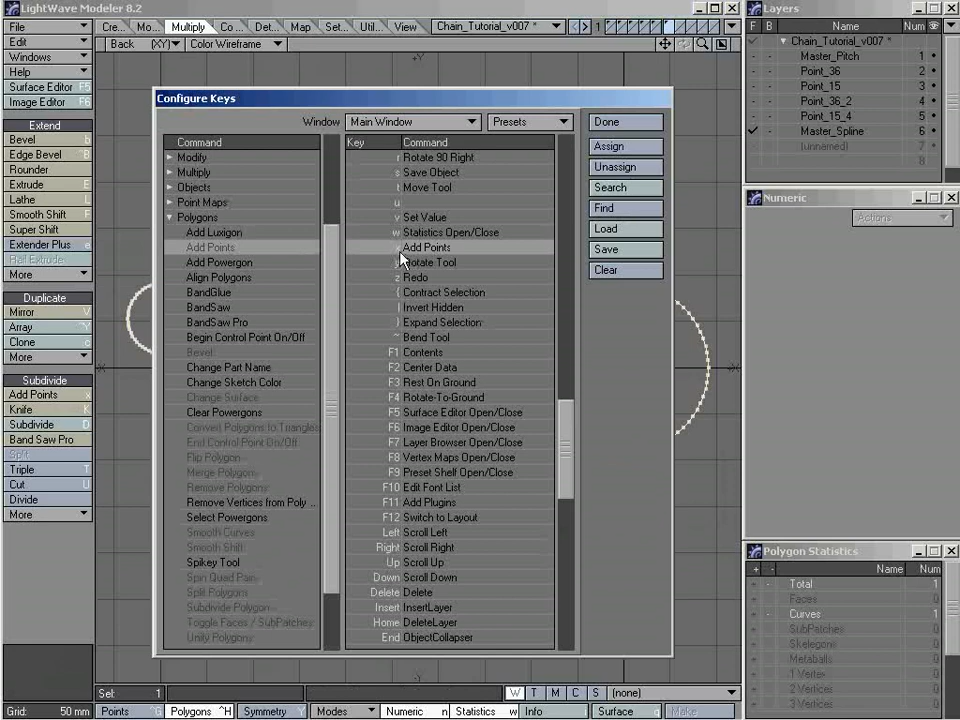 LightWave Modeler 8.2
File
Edit
Windows
Help
Surface Editor F5
Image Editor F6
Extend
Bevel b
Edge Bevel ^B
Rounder
Extrude E
Lathe L
Smooth Shift F
Super Shift
Extender Plus e
Rail Extrude
More
Duplicate
Mirror V
Array ^Y
Clone c
More
Subdivide
Add Points x
Knife K
Subdivide D
Band Saw Pro
Split
Triple T
Cut U
Divide
More
Grid: 50 mm
Cre... Mo... Multiply Co... Det... Map Set... Util... View Chain_Tutorial_v007 * 1
Back (XY) Color Wireframe
+Y
Configure Keys
Window Main Window Presets
Command
Modify
Multiply
Objects
Point Maps
Polygons
Add Luxigon
Add Points
Add Powergon
Align Polygons
BandGlue
BandSaw
BandSaw Pro
Begin Control Point On/Off
Bevel
Change Part Name
Change Sketch Color
Change Surface
Clear Powergons
Convert Polygons to Triangles
End Control Point On/Off
Flip Polygon
Merge Polygons
Remove Polygons
Remove Vertices from Poly ...
Select Powergons
Smooth Curves
Smooth Shift
Spikey Tool
Spin Quad Pairs
Split Polygons
Subdivide Polygon
Toggle Faces / SubPatches
Unify Polygons
Key Command
r Rotate 90 Right
s Save Object
t Move Tool
u
v Set Value
w Statistics Open/Close
Add Points
y Rotate Tool
z Redo
{ Contract Selection
| Invert Hidden
} Expand Selection
~ Bend Tool
F1 Contents
F2 Center Data
F3 Rest On Ground
F4 Rotate-To-Ground
F5 Surface Editor Open/Close
F6 Image Editor Open/Close
F7 Layer Browser Open/Close
F8 Vertex Maps Open/Close
F9 Preset Shelf Open/Close
F10 Edit Font List
F11 Add Plugins
F12 Switch to Layout
Left Scroll Left
Right Scroll Right
Up Scroll Up
Down Scroll Down
Delete Delete
Insert InsertLayer
Home DeleteLayer
End ObjectCollapser
Done
Assign
Unassign
Search
Find
Load
Save
Clear
-X
+X
-Y
Sel: 1 W T M C S (none)
Points ^G Polygons ^H Symmetry Y Modes Numeric n Statistics w Info i Surface q Make
Layers
F B Name Num
Chain_Tutorial_v007 *
Master_Pitch 1
Point_36 2
Point_15 3
Point_36_2 4
Point_15_4 5
Master_Spline 6
(unnamed) 7
8
Numeric
Actions
Polygon Statistics
+ - Name Num
Total 1
Faces 0
Curves 1
SubPatches 0
Skelegons 0
Metaballs 0
1 Vertex 0
2 Vertices 0
3 Vertices 0